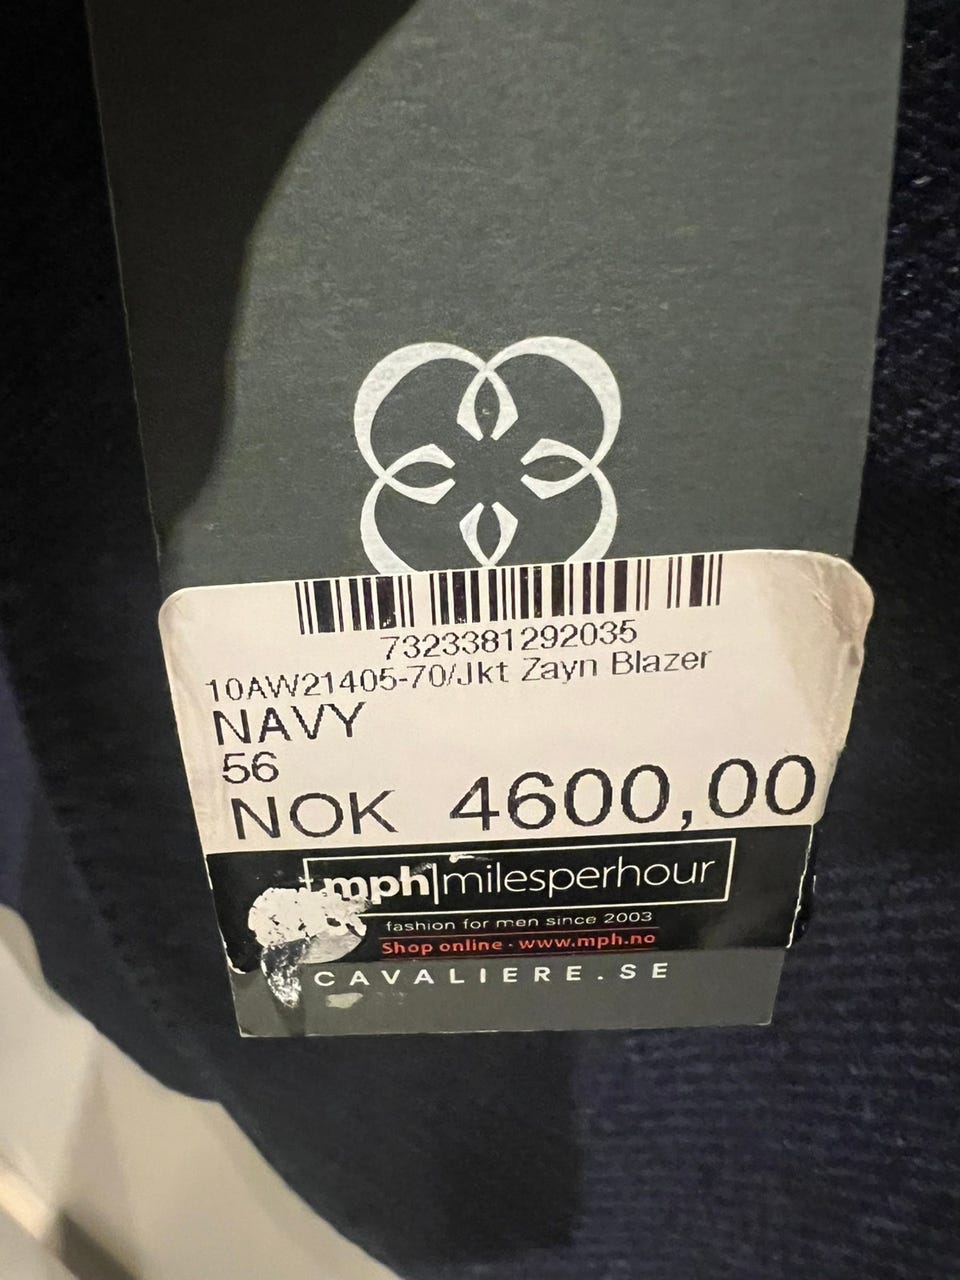 7323381292035
10AW21405-70/Jkt Zayn Blazer
NAVY
56
NOK 4600,00
mph|milesperhour
fashion for men since 2003
Shop online · www.mph.no
CAVALIERE.SE